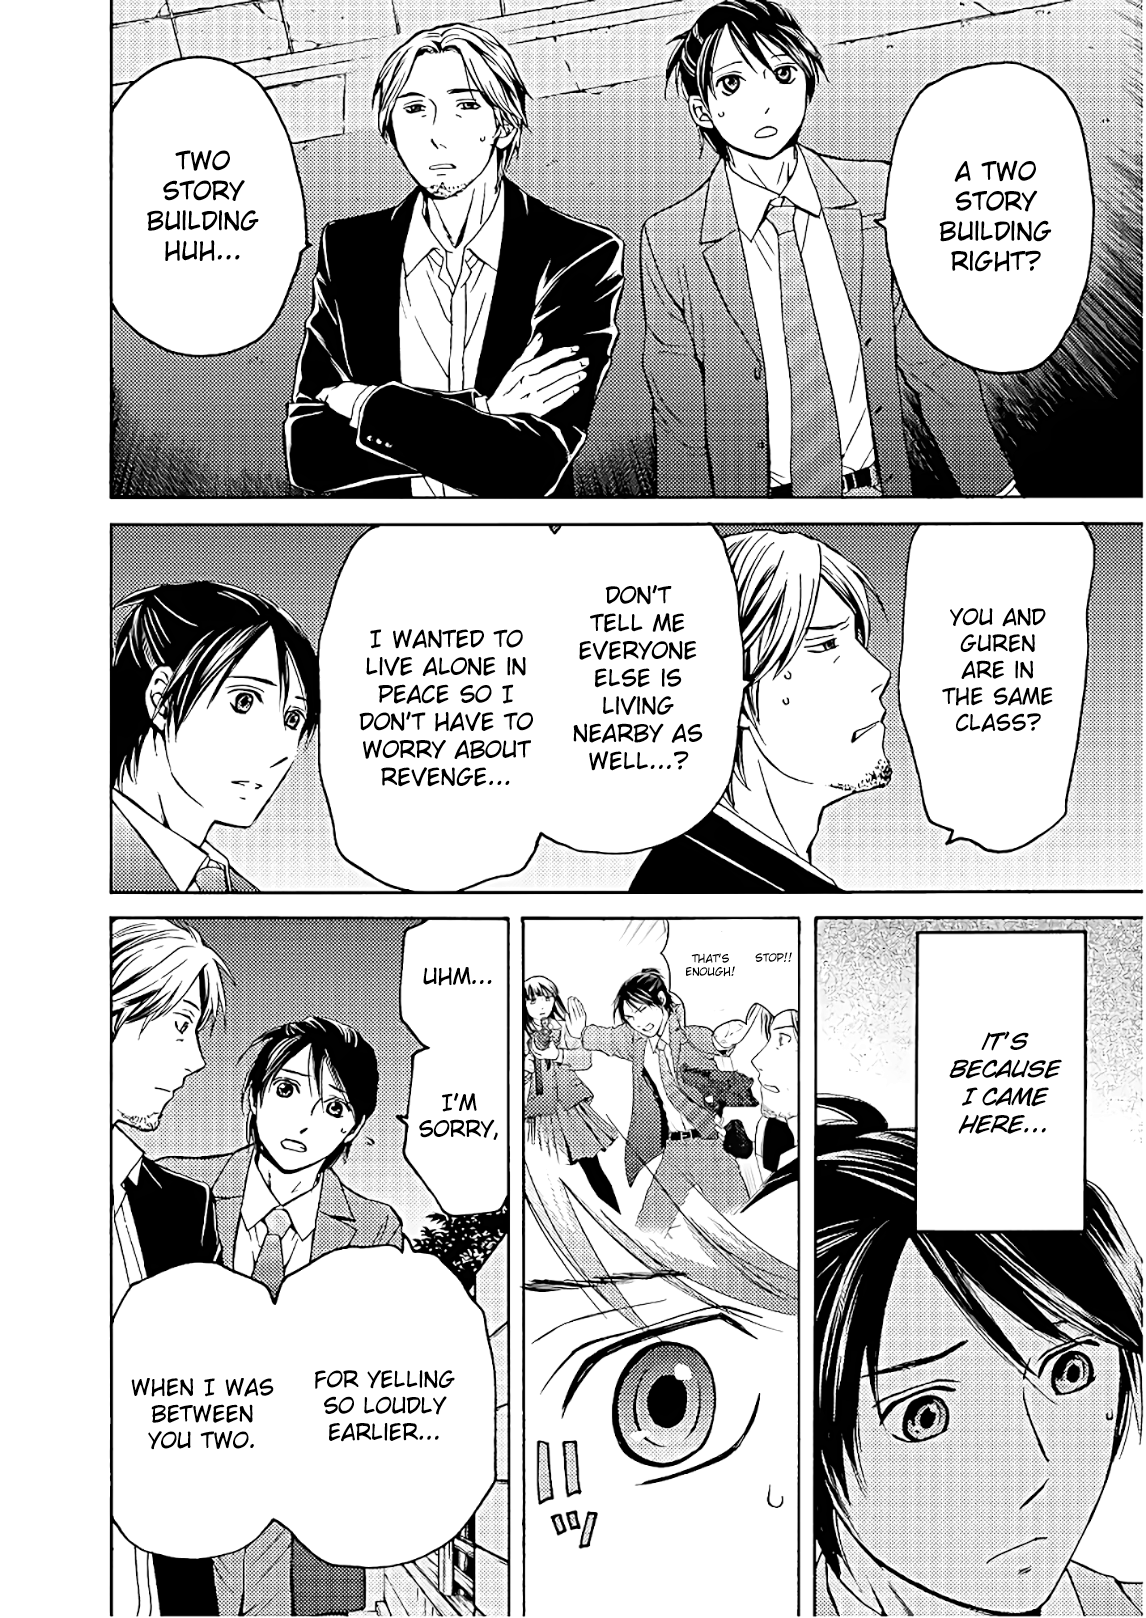 A TWO
STORY
BUILDING
RIGHT?
TWO
STORY
BUILDING
HUH...
YOU AND
GUREN
ARE IN
THE SAME
CLASS?
DON'T
TELL ME
EVERYONE
ELSE IS
LIVING
NEARBY AS
WELL...?
I WANTED TO
LIVE ALONE IN
PEACE SO I
DON'T HAVE TO
WORRY ABOUT
REVENGE...
IT'S
BECAUSE
I CAME
HERE...
STOP!!
THAT'S
ENOUGH!
UHM...
I'M
SORRY,
FOR YELLING
SO LOUDLY
EARLIER...
WHEN I WAS
BETWEEN
YOU TWO.